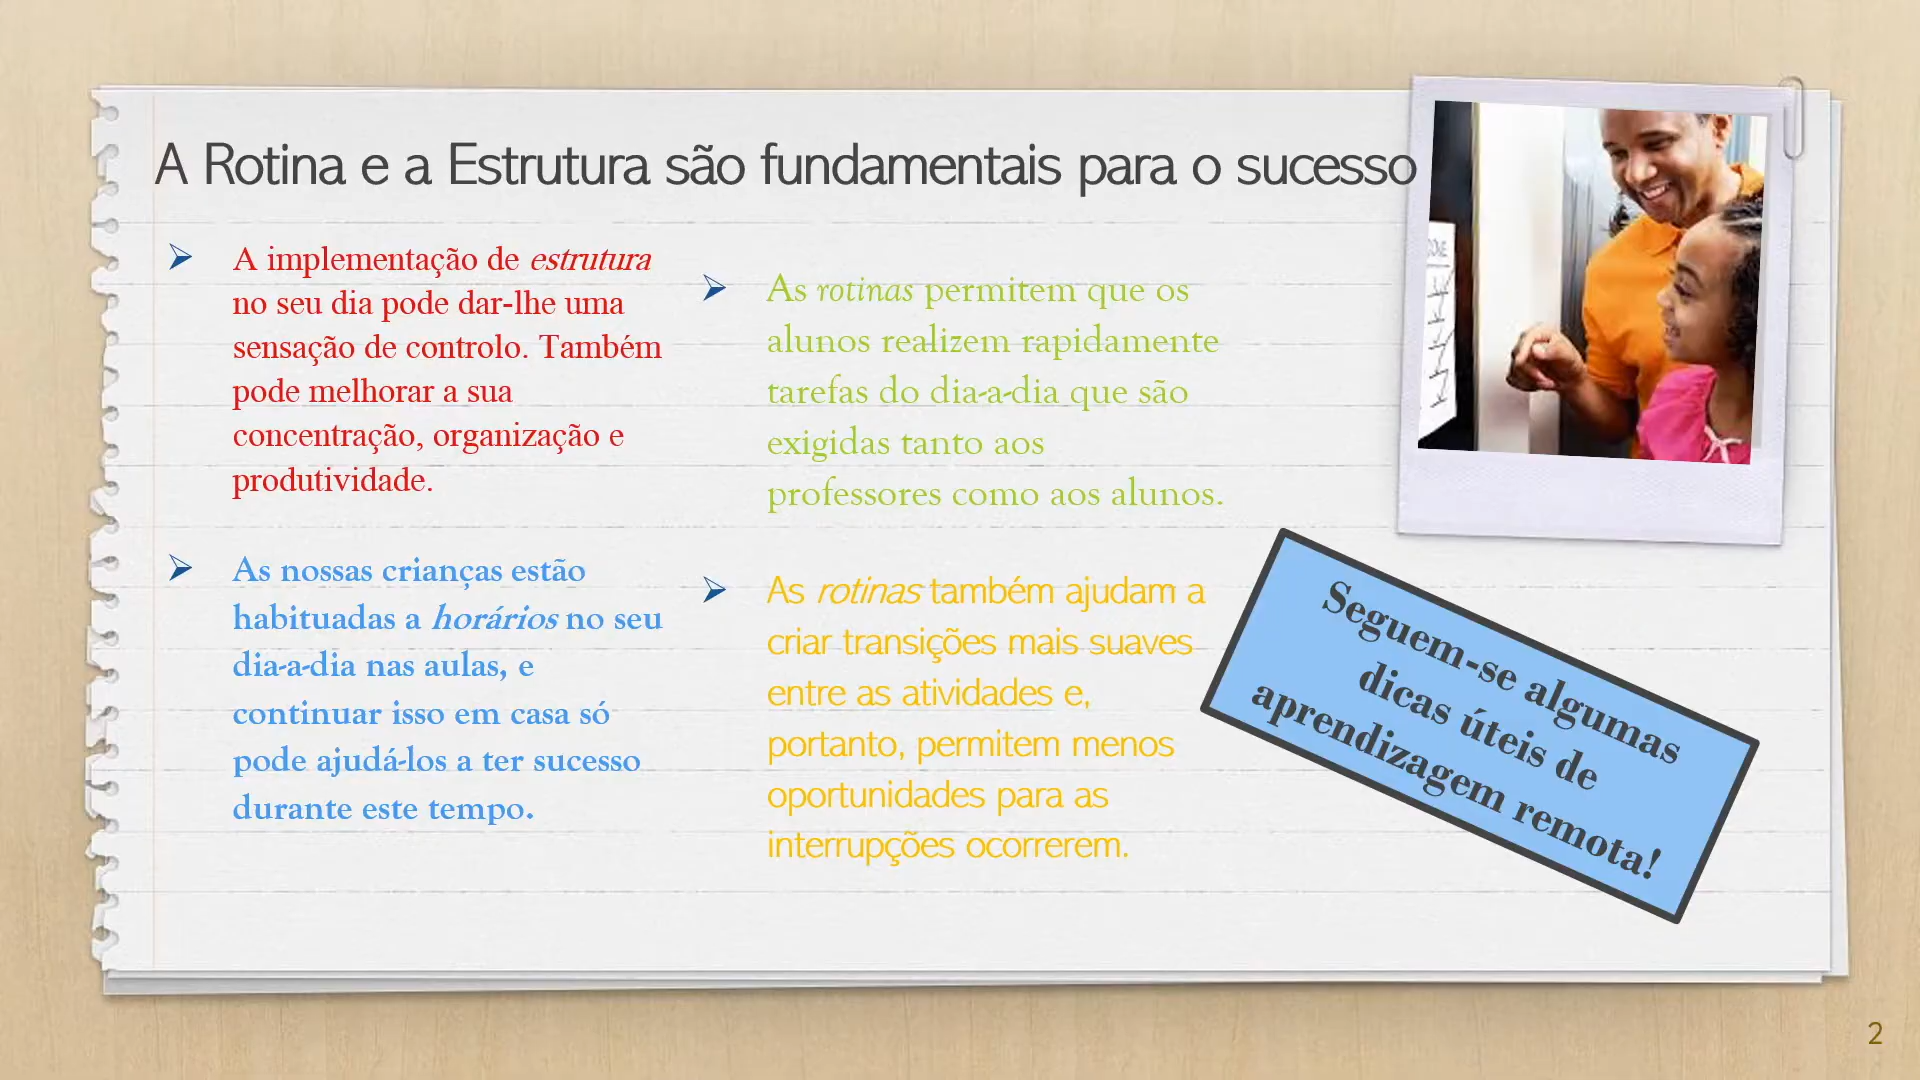 A Rotina e a Estrutura são fundamentais para o sucesso
A implementação de estrutura
no seu dia pode dar-lhe uma
sensação de controlo. Também
pode melhorar a sua
concentração, organização e
produtividade.
As nossas crianças estão
habituadas a horários no seu
dia-a-dia nas aulas, e
continuar isso em casa só
pode ajudá-los a ter sucesso
durante este tempo.
As rotinas permitem que os
alunos realizem rapidamente
tarefas do dia-a-dia que são
exigidas tanto aos
professores como aos alunos.
As rotinas também ajudam a
criar transições mais suaves
entre as atividades e,
portanto, permitem menos
oportunidades para as
interrupções ocorrerem.
Seguem-se algumas
dicas úteis de
aprendizagem remota!
2